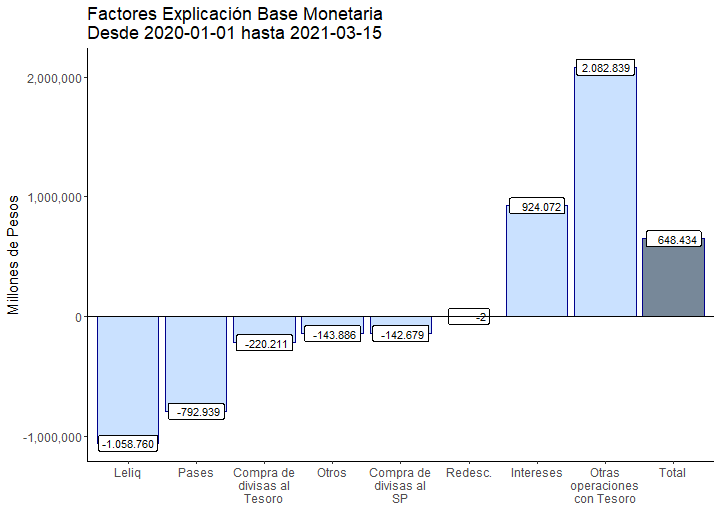 Factores Explicación Base Monetaria
Desde 2020-01-01 hasta 2021-03-15
Millones de Pesos
2,000,000
1,000,000
0
-1,000,000
-1.058.760
-792.939
-220.211
-143.886
-142.679
-2
924.072
2.082.839
648.434
Leliq
Pases
Compra de
divisas al
Tesoro
Otros
Compra de
divisas al
SP
Redesc.
Intereses
Otras
operaciones
con Tesoro
Total